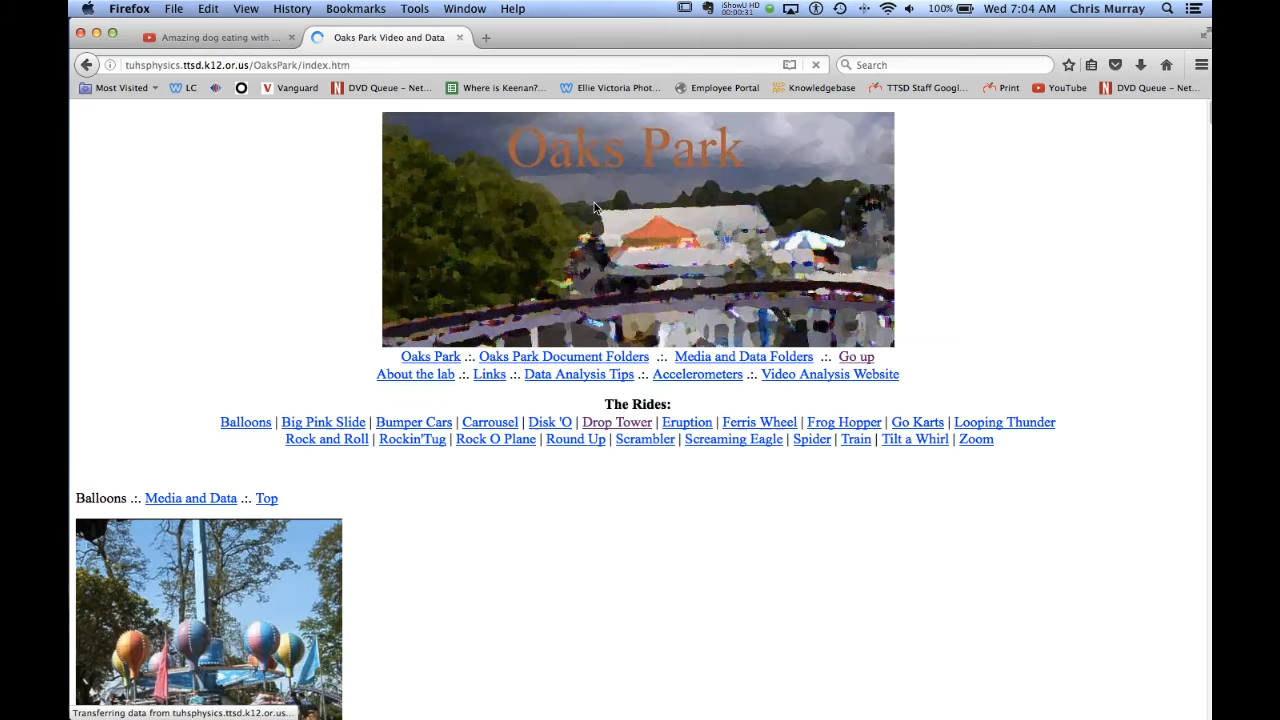 Firefox File Edit View History Bookmarks Tools Window Help iShowU HD 00:00:31 100% Wed 7:04 AM Chris Murray
Amazing dog eating with ... Oaks Park Video and Data
tuhsphysics.ttsd.k12.or.us/OaksPark/index.htm Search
Most Visited LC Vanguard DVD Queue – Net... Where is Keenan?... Ellie Victoria Phot... Employee Portal Knowledgebase TTSD Staff Googl... Print YouTube DVD Queue – Net...
Oaks Park
Oaks Park .:. Oaks Park Document Folders .:. Media and Data Folders .:. Go up
About the lab .:. Links .:. Data Analysis Tips .:. Accelerometers .:. Video Analysis Website
The Rides:
Balloons | Big Pink Slide | Bumper Cars | Carrousel | Disk 'O | Drop Tower | Eruption | Ferris Wheel | Frog Hopper | Go Karts | Looping Thunder
Rock and Roll | Rockin'Tug | Rock O Plane | Round Up | Scrambler | Screaming Eagle | Spider | Train | Tilt a Whirl | Zoom
Balloons .:. Media and Data .:. Top
Transferring data from tuhsphysics.ttsd.k12.or.us...